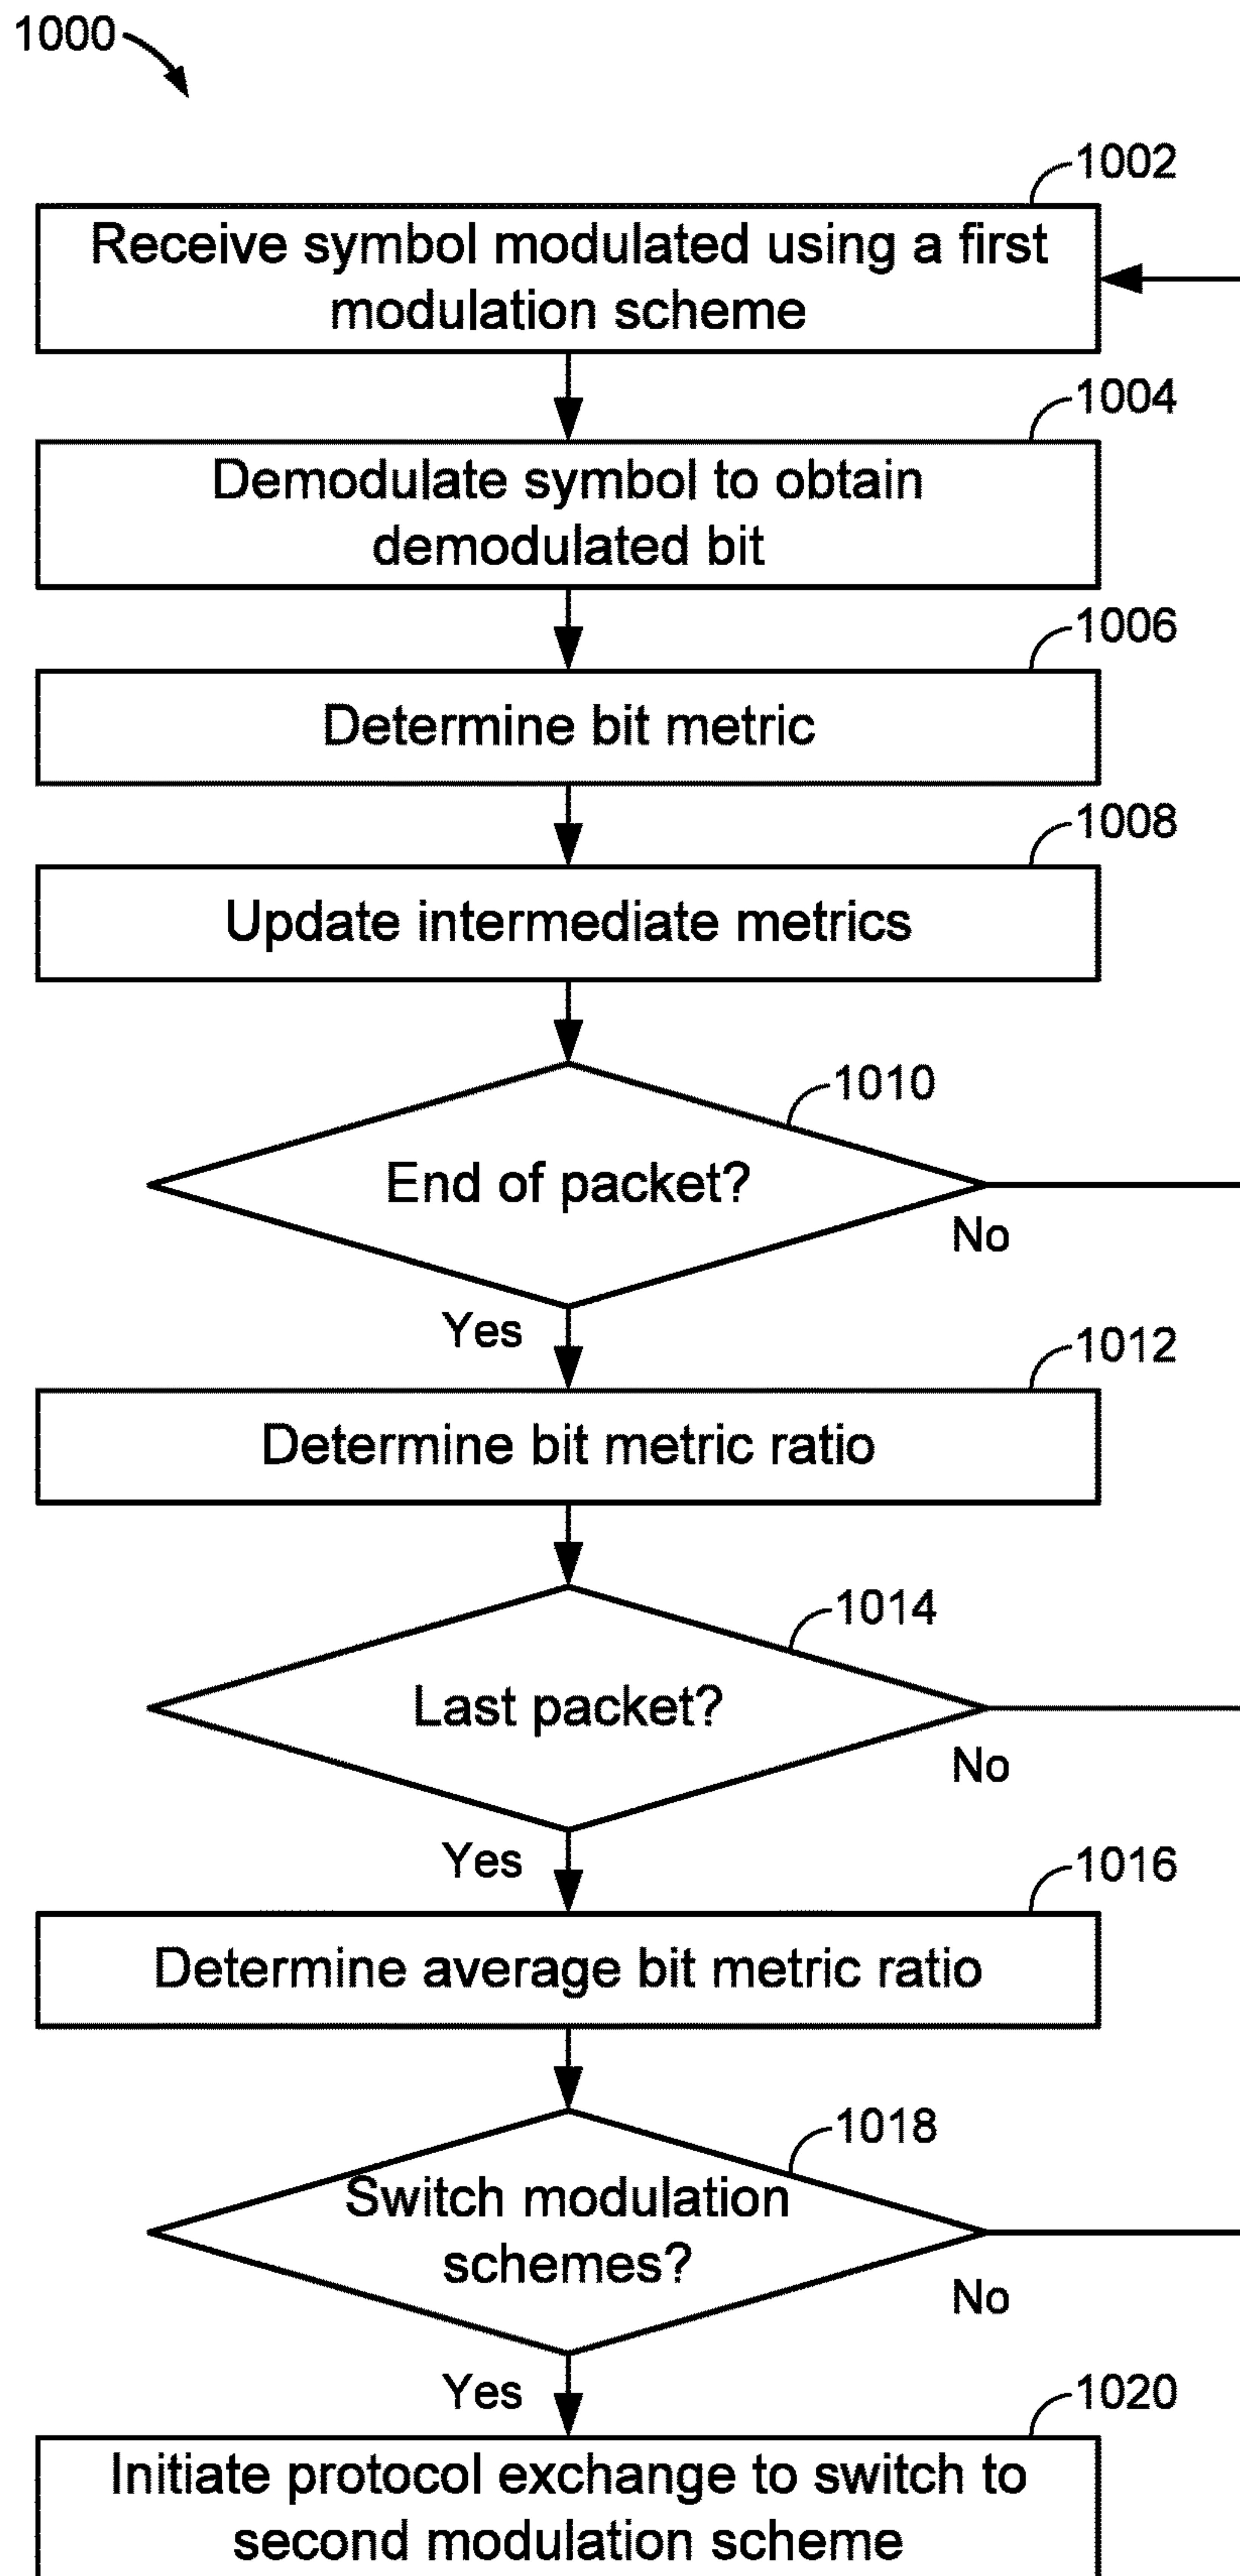 1000
1002
Receive symbol modulated using a first
modulation scheme
1004
Demodulate symbol to obtain
demodulated bit
1006
Determine bit metric
1008
Update intermediate metrics
1010
End of packet?
No
Yes
1012
Determine bit metric ratio
1014
Last packet?
No
Yes
1016
Determine average bit metric ratio
1018
Switch modulation
schemes?
No
Yes
1020
Initiate protocol exchange to switch to
second modulation scheme